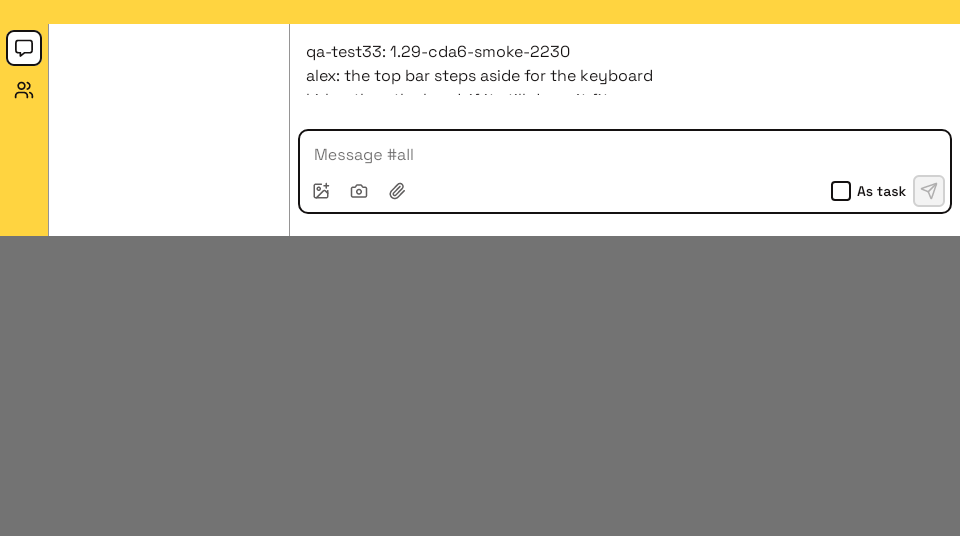 qa-test33: 1.29-cda6-smoke-2230
alex: the top bar steps aside for the keyboard
Message #all
As task